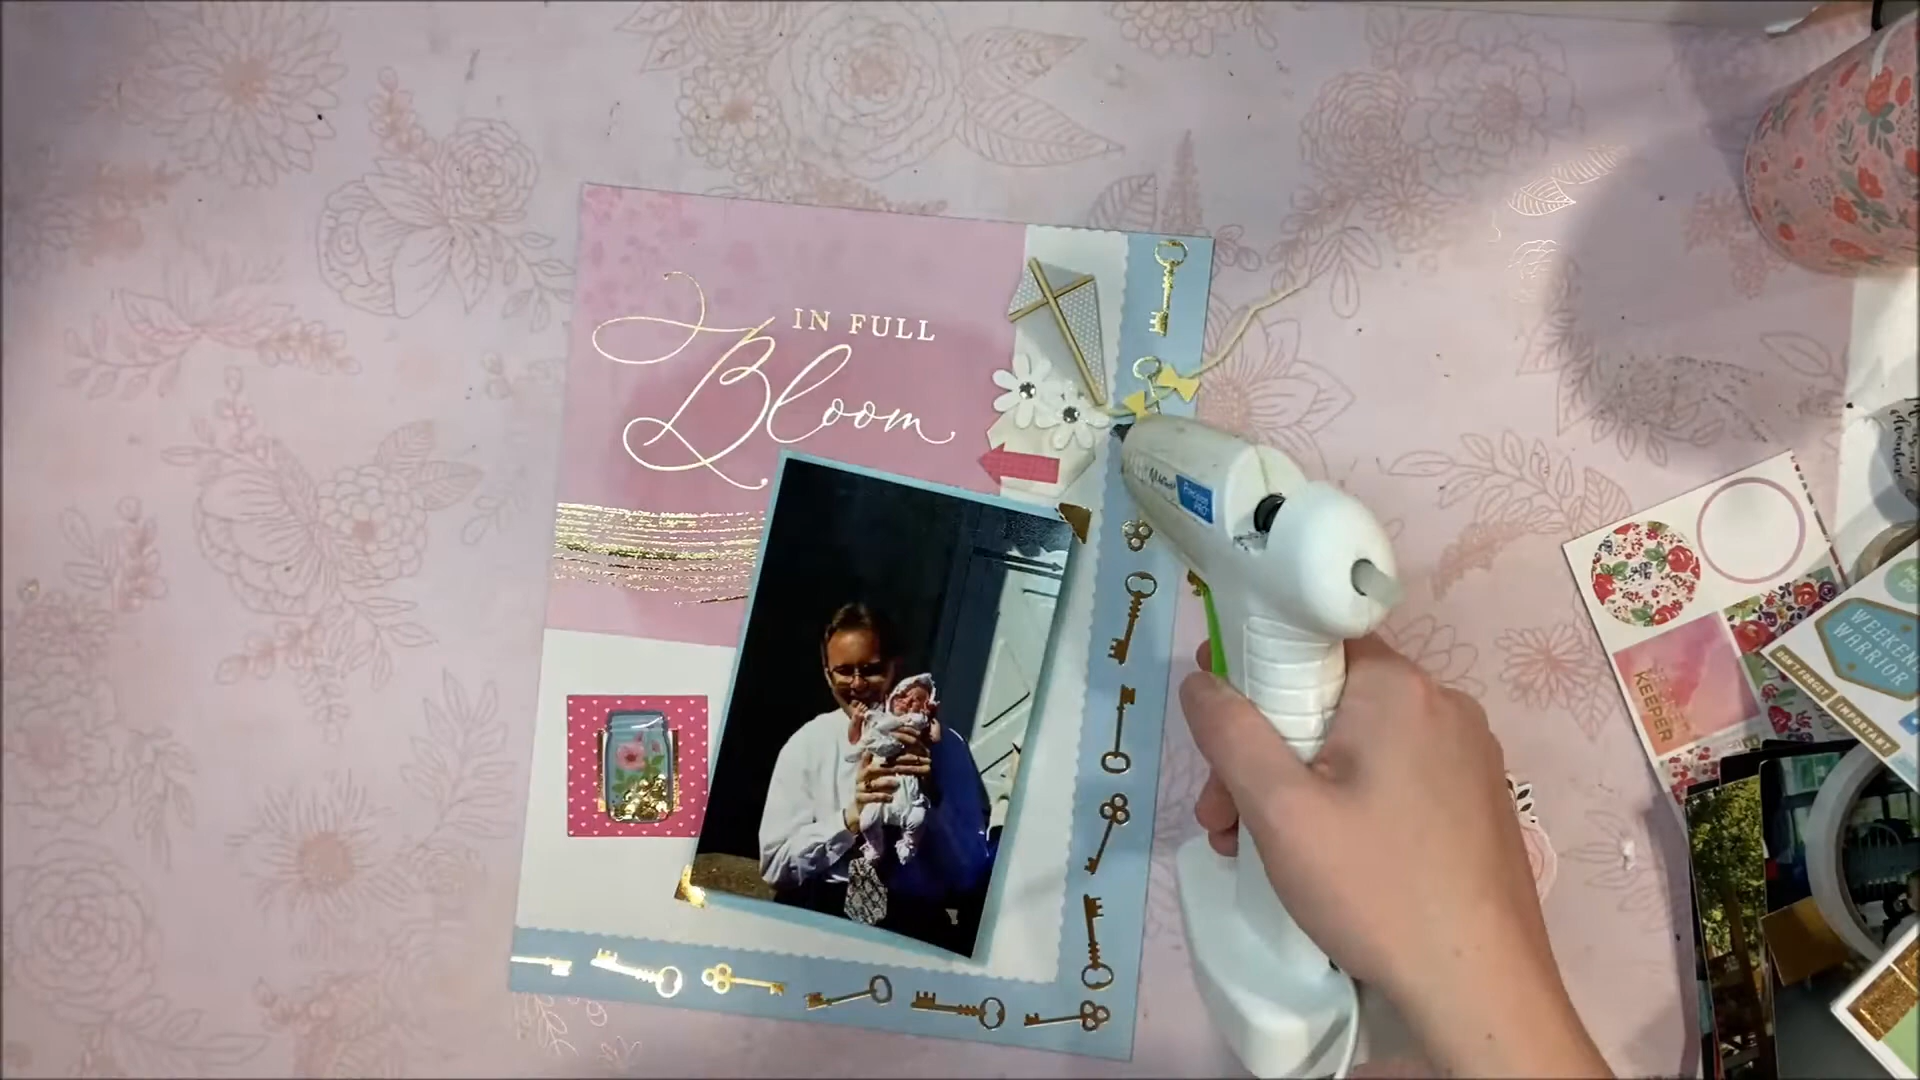 IN FULL
Bloom
KEEPER
WEEKEND
WARRIOR
DON'T FORGET
IMPORTANT